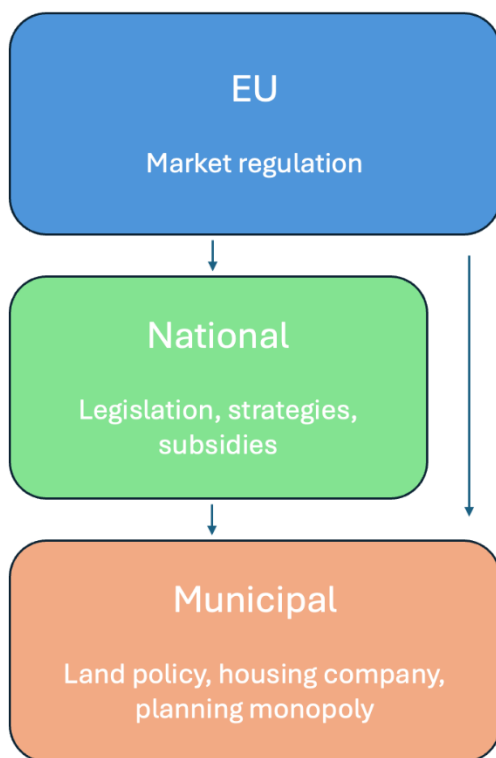 EU
Market regulation
National
Legislation, strategies,
subsidies
Municipal
Land policy, housing company,
planning monopoly